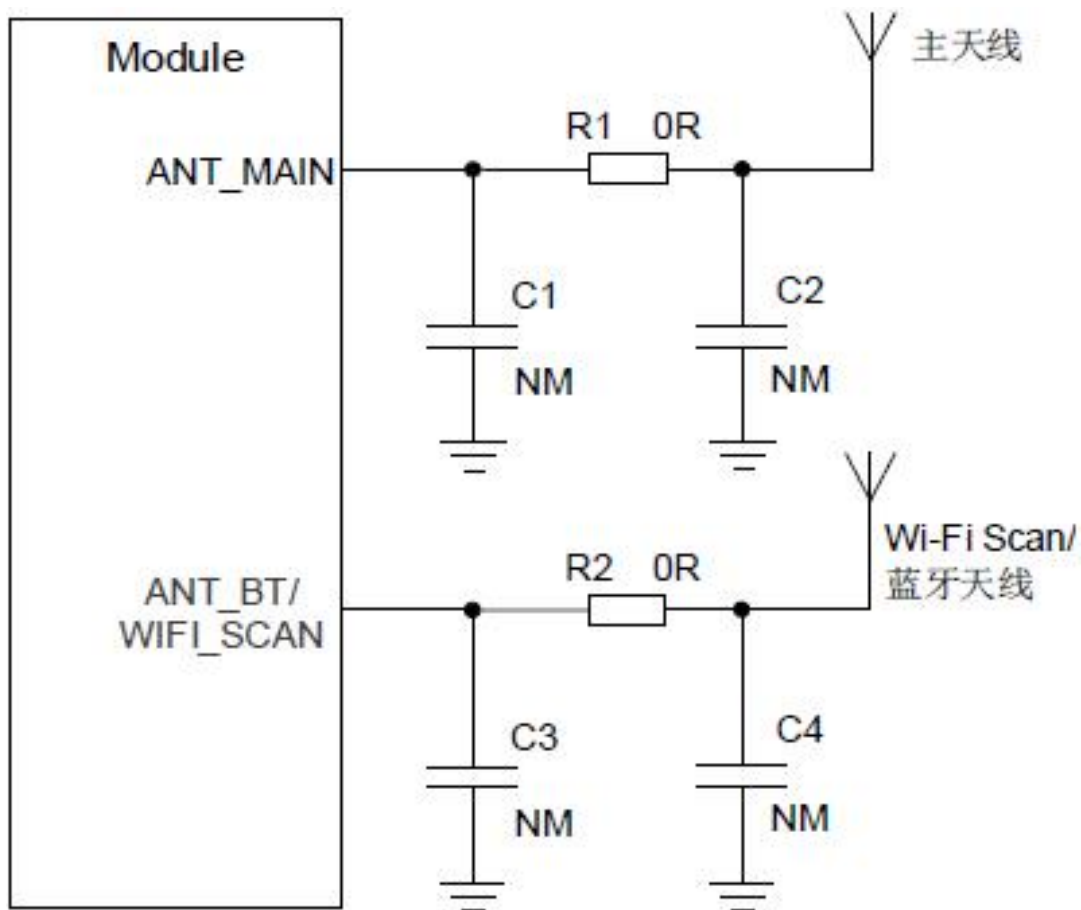 Module
主天线
R1 0R
ANT_MAIN
C1
C2
NM
NM
Wi-Fi Scan/
蓝牙天线
R2 0R
ANT_BT/
WIFI_SCAN
C3
C4
NM
NM